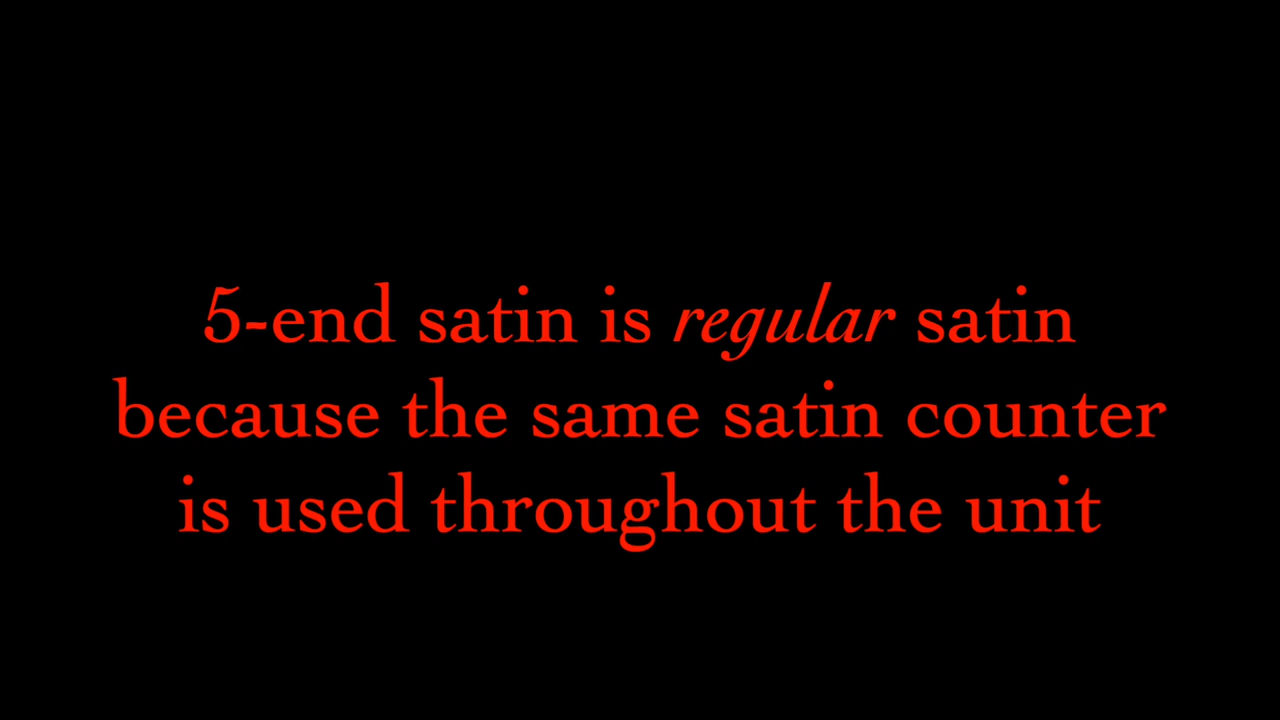 5-end satin is regular satin
because the same satin counter
is used throughout the unit